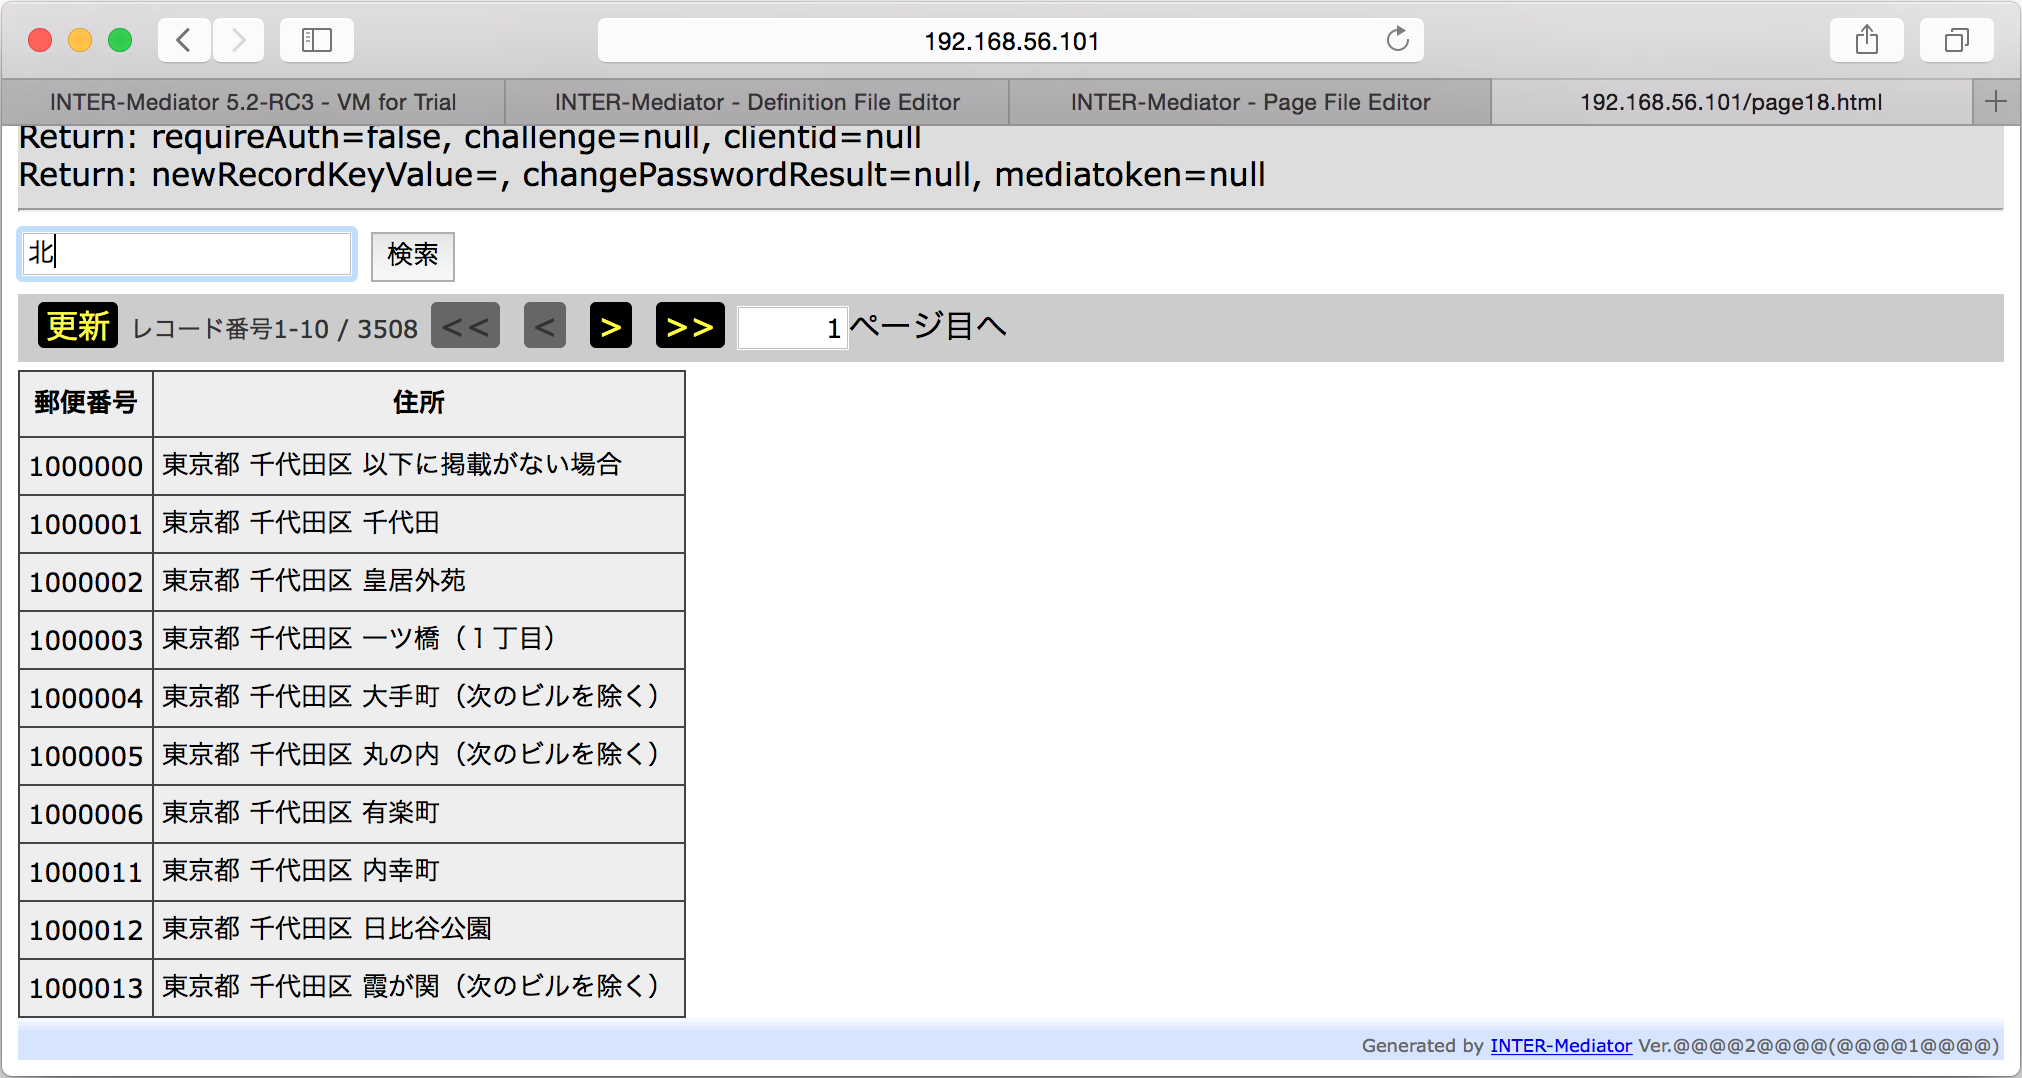 192.168.56.101
INTER-Mediator 5.2-RC3 - VM for Trial
INTER-Mediator - Definition File Editor
INTER-Mediator - Page File Editor
192.168.56.101/page18.html
Return: requireAuth=false, challenge=null, clientid=null
Return: newRecordKeyValue=, changePasswordResult=null, mediatoken=null
北 検索
更新 レコード番号1-10 / 3508 << < > >> 1ページ目へ
郵便番号 住所
1000000 東京都 千代田区 以下に掲載がない場合
1000001 東京都 千代田区 千代田
1000002 東京都 千代田区 皇居外苑
1000003 東京都 千代田区 一ツ橋（１丁目）
1000004 東京都 千代田区 大手町（次のビルを除く）
1000005 東京都 千代田区 丸の内（次のビルを除く）
1000006 東京都 千代田区 有楽町
1000011 東京都 千代田区 内幸町
1000012 東京都 千代田区 日比谷公園
1000013 東京都 千代田区 霞が関（次のビルを除く）
Generated by INTER-Mediator Ver.@@@@2@@@@(@@@@1@@@@)